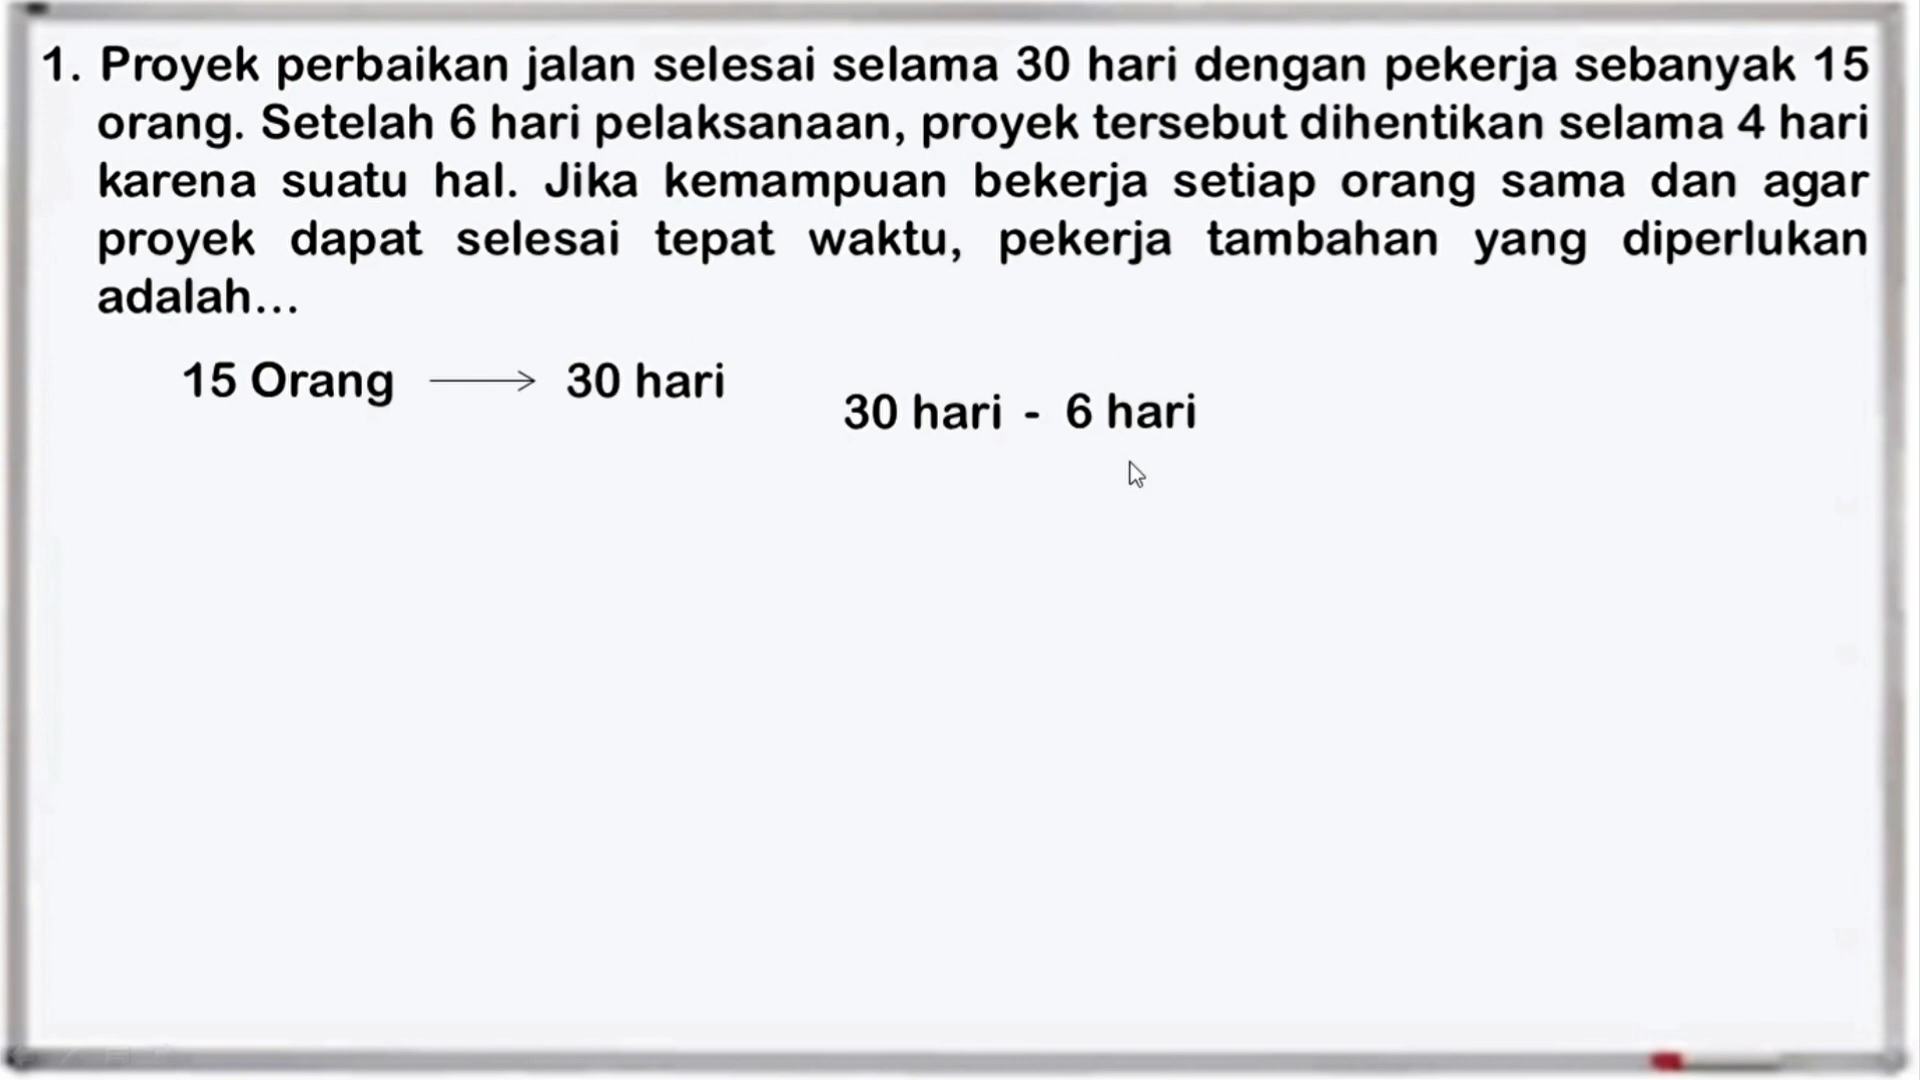 1. Proyek perbaikan jalan selesai selama 30 hari dengan pekerja sebanyak 15
orang. Setelah 6 hari pelaksanaan, proyek tersebut dihentikan selama 4 hari
karena suatu hal. Jika kemampuan bekerja setiap orang sama dan agar
proyek dapat selesai tepat waktu, pekerja tambahan yang diperlukan
adalah...
15 Orang → 30 hari
30 hari - 6 hari